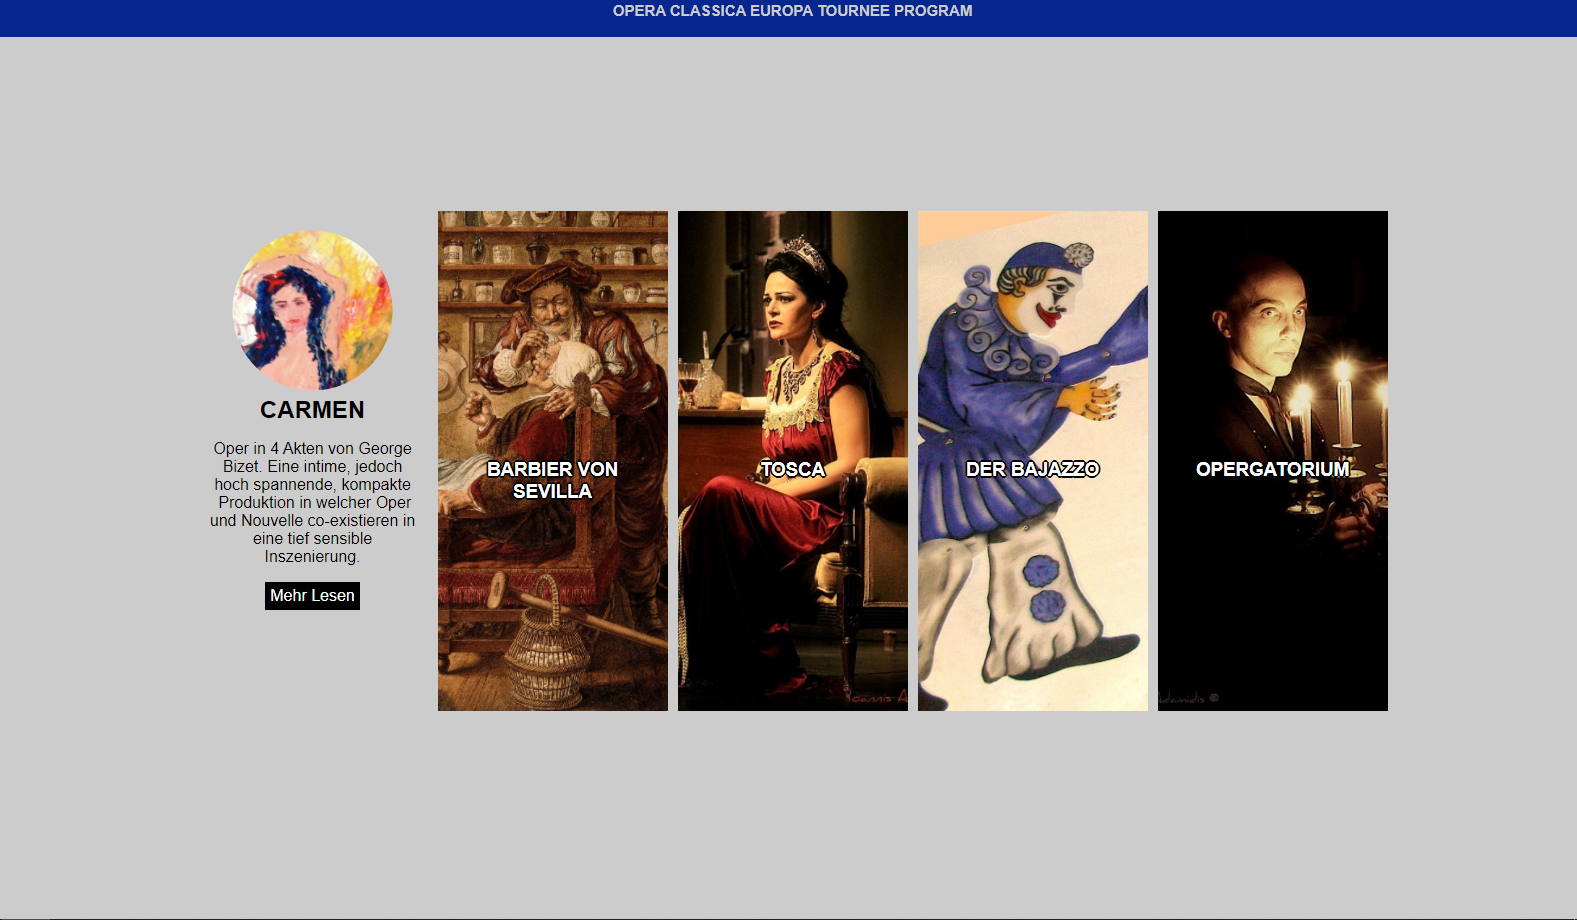 OPERA CLASSICA EUROPA TOURNEE PROGRAM
CARMEN
Oper in 4 Akten von George
Bizet. Eine intime, jedoch
hoch spannende, kompakte
Produktion in welcher Oper
und Nouvelle co-existieren in
eine tief sensible
Inszenierung.
Mehr Lesen
BARBIER VON
SEVILLA
TOSCA
Ioannis A
DER BAJAZZO
OPERGATORIUM
Adamidis ©